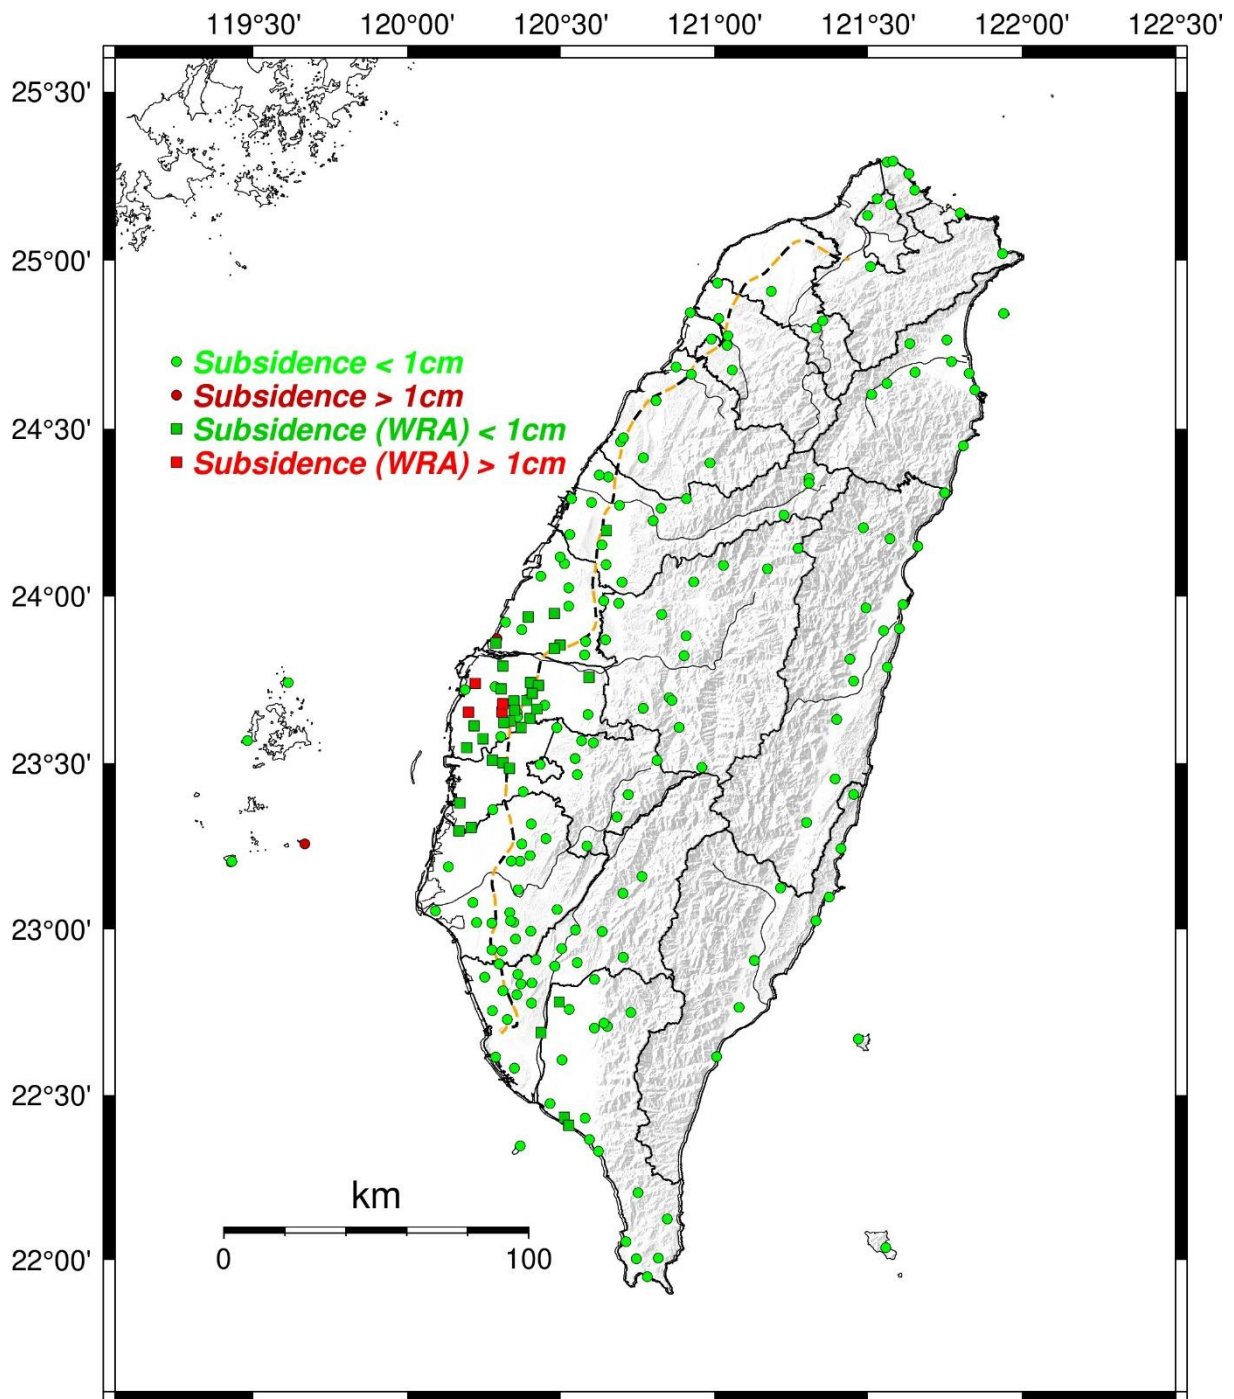 119°30' 120°00' 120°30' 121°00' 121°30' 122°00' 122°30'
25°30'
25°00'
Subsidence < 1cm
Subsidence > 1cm
24°30'
Subsidence (WRA) < 1cm
Subsidence (WRA) > 1cm
24°00'
23°30'
23°00'
22°30'
km
0 100
22°00'